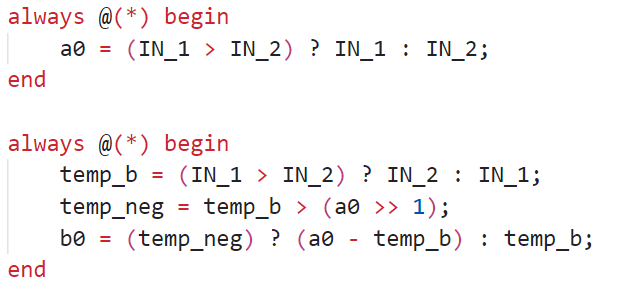 always @(*) begin
    a0 = (IN_1 > IN_2) ? IN_1 : IN_2;
end

always @(*) begin
    temp_b = (IN_1 > IN_2) ? IN_2 : IN_1;
    temp_neg = temp_b > (a0 >> 1);
    b0 = (temp_neg) ? (a0 - temp_b) : temp_b;
end